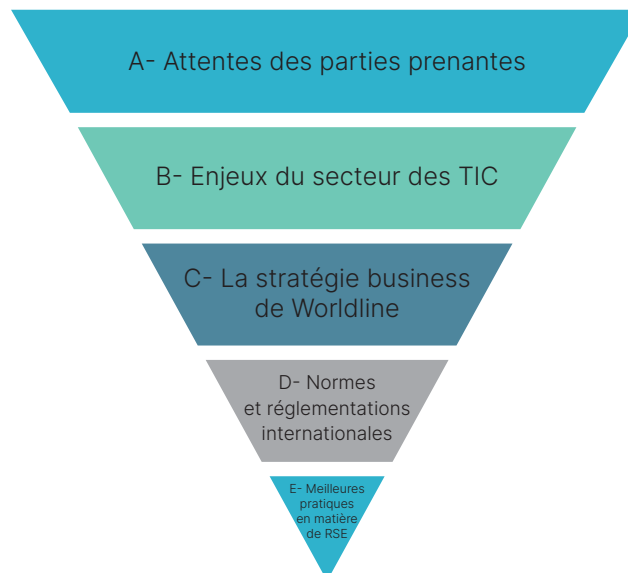 A- Attentes des parties prenantes
B- Enjeux du secteur des TIC
C- La stratégie business
de Worldline
D- Normes
et réglementations
internationales
E- Meilleures
pratiques
en matière
de RSE